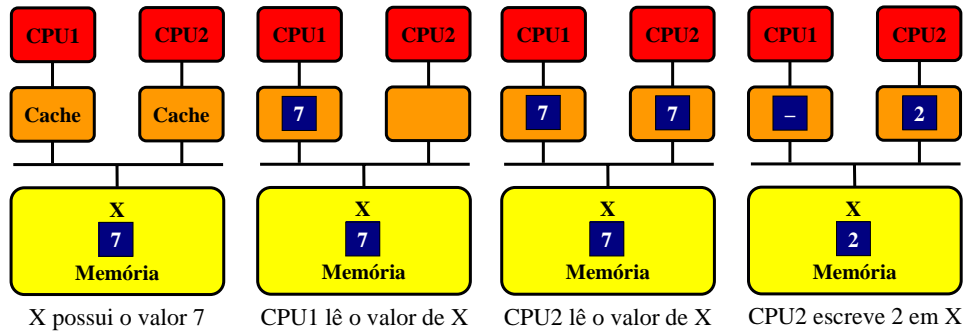 CPU1 CPU2 CPU1 CPU2 CPU1 CPU2 CPU1 CPU2
Cache Cache 7 7 7 – 2
X X X X
7 7 7 2
Memória Memória Memória Memória
X possui o valor 7 CPU1 lê o valor de X CPU2 lê o valor de X CPU2 escreve 2 em X